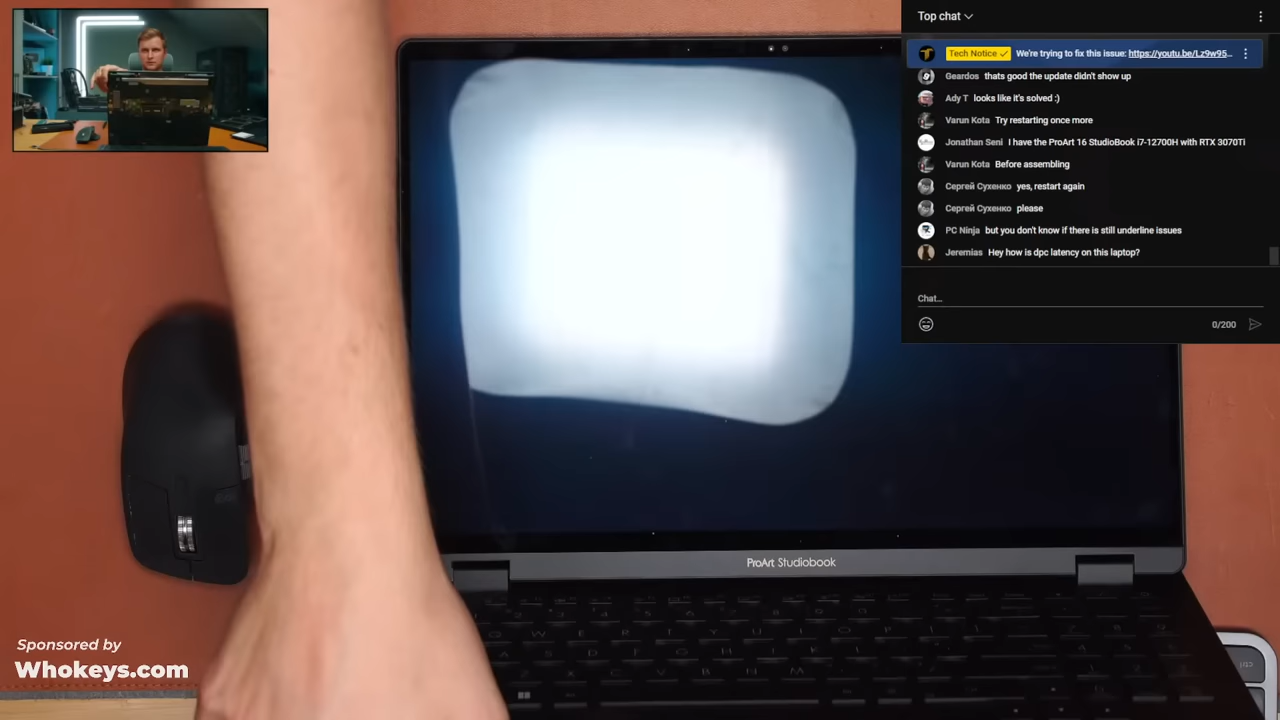 Top chat
Tech Notice We're trying to fix this issue: https://youtu.be/Lz9w95...
Geardos thats good the update didn't show up
Ady T looks like it's solved :)
Varun Kota Try restarting once more
Jonathan Seni I have the ProArt 16 StudioBook i7-12700H with RTX 3070Ti
Varun Kota Before assembling
Сергей Сухенко yes, restart again
Сергей Сухенко please
PC Ninja but you don't know if there is still underline issues
Jeremias Hey how is dpc latency on this laptop?
Chat...
0/200
ProArt Studiobook
Sponsored by
Whokeys.com